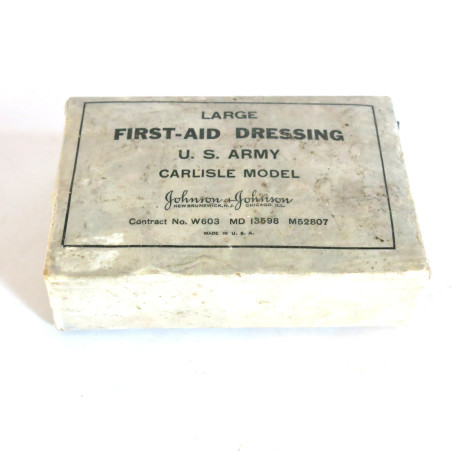 LARGE
FIRST-AID DRESSING
U. S. ARMY
CARLISLE MODEL
Johnson & Johnson
NEW BRUNSWICK, N.J. CHICAGO, ILL.
Contract No. W603 MD 13598 M52807
MADE IN U. S. A.